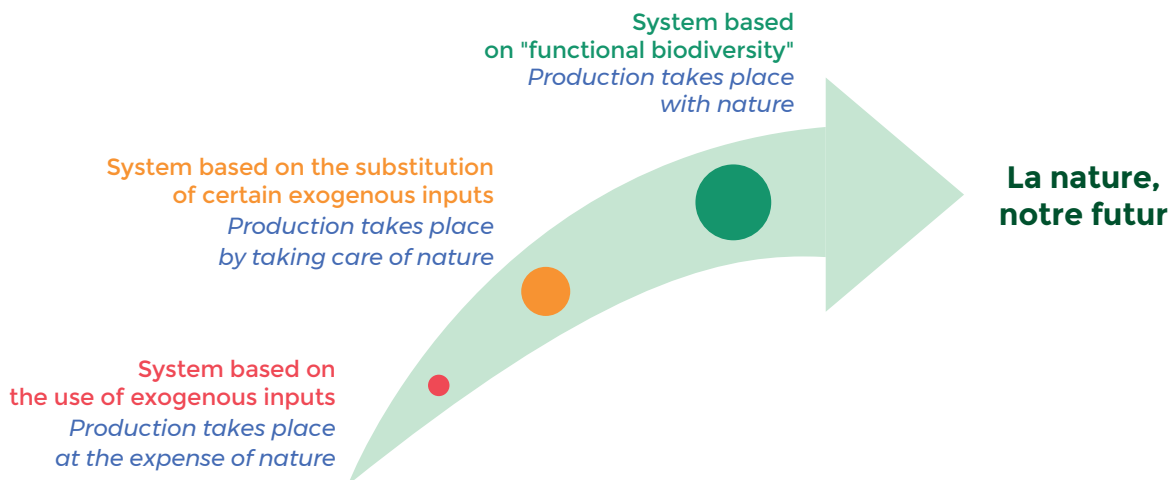 System based
on "functional biodiversity"
Production takes place
with nature
System based on the substitution
of certain exogenous inputs
Production takes place
by taking care of nature
La nature,
notre futur
System based on
the use of exogenous inputs
Production takes place
at the expense of nature